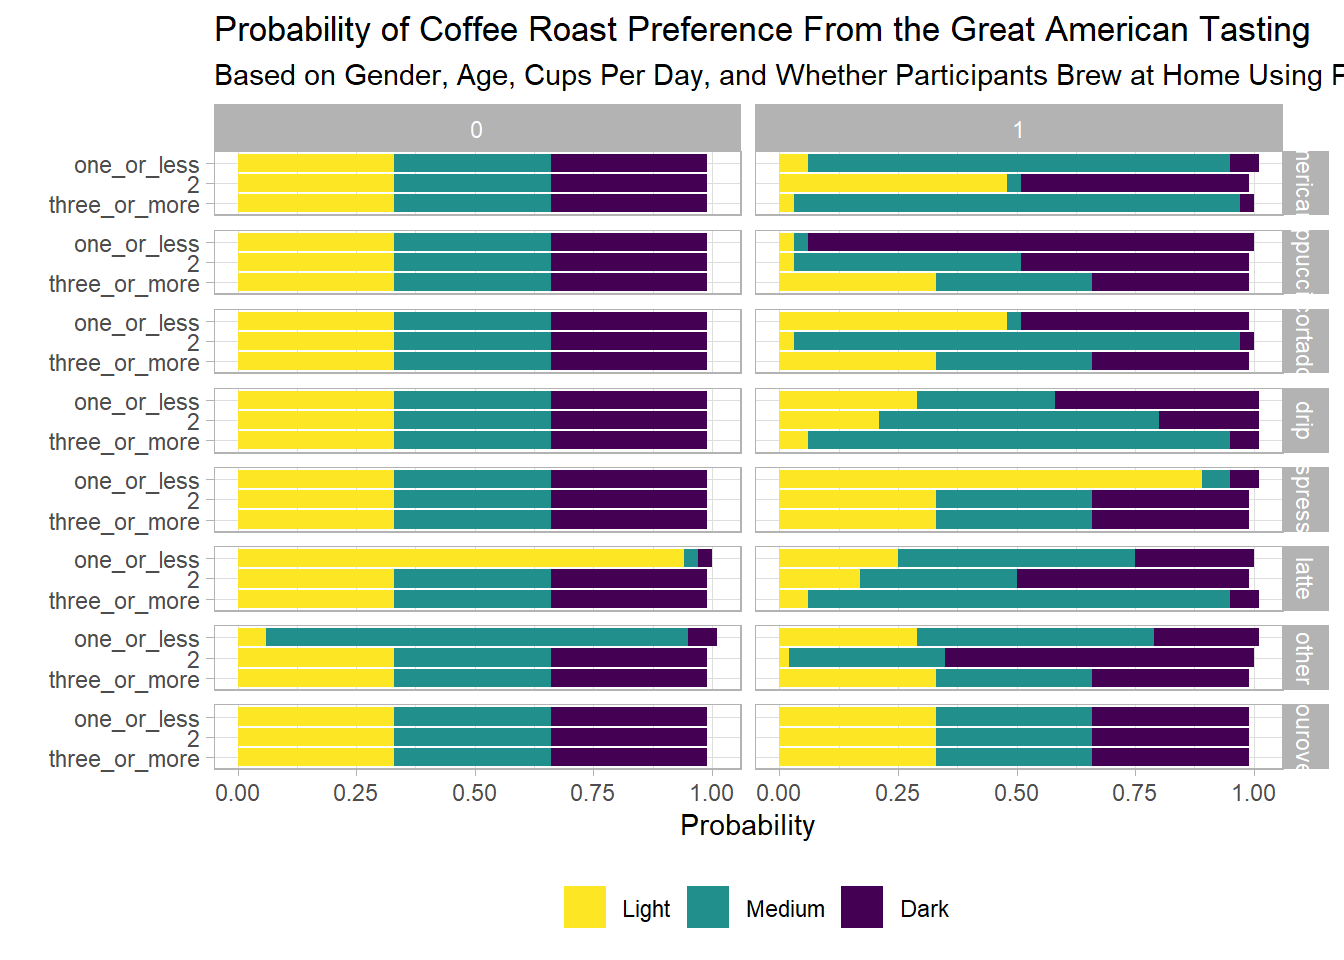 Probability of Coffee Roast Preference From the Great American Tasting
Based on Gender, Age, Cups Per Day, and Whether Participants Brew at Home Using F
0
1
one_or_less
2
three_or_more
one_or_less
2
three_or_more
one_or_less
2
three_or_more
cortado
one_or_less
2
three_or_more
drip
one_or_less
2
three_or_more
spress
one_or_less
2
three_or_more
latte
one_or_less
2
three_or_more
other
one_or_less
2
three_or_more
ourove
0.00 0.25 0.50 0.75 1.00 0.00 0.25 0.50 0.75 1.00
Probability
Light Medium Dark